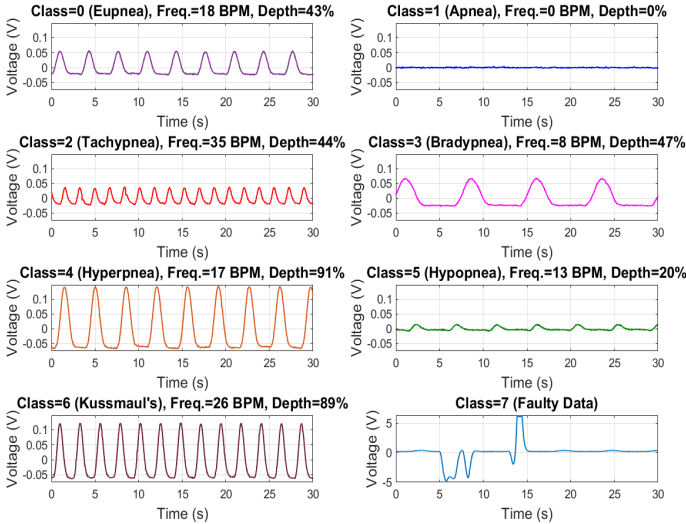 Class=0 (Eupnea), Freq.=18 BPM, Depth=43%
Voltage (V)
0.1
0.05
0
-0.05
0 5 10 15 20 25 30
Time (s)
Class=1 (Apnea), Freq.=0 BPM, Depth=0%
Voltage (V)
0.1
0.05
0
-0.05
0 5 10 15 20 25 30
Time (s)
Class=2 (Tachypnea), Freq.=35 BPM, Depth=44%
Voltage (V)
0.1
0.05
0
-0.05
0 5 10 15 20 25 30
Time (s)
Class=3 (Bradypnea), Freq.=8 BPM, Depth=47%
Voltage (V)
0.1
0.05
0
-0.05
0 5 10 15 20 25 30
Time (s)
Class=4 (Hyperpnea), Freq.=17 BPM, Depth=91%
Voltage (V)
0.1
0.05
0
-0.05
0 5 10 15 20 25 30
Time (s)
Class=5 (Hypopnea), Freq.=13 BPM, Depth=20%
Voltage (V)
0.1
0.05
0
-0.05
0 5 10 15 20 25 30
Time (s)
Class=6 (Kussmaul's), Freq.=26 BPM, Depth=89%
Voltage (V)
0.1
0.05
0
-0.05
0 5 10 15 20 25 30
Time (s)
Class=7 (Faulty Data)
Voltage (V)
5
0
-5
0 5 10 15 20 25 30
Time (s)